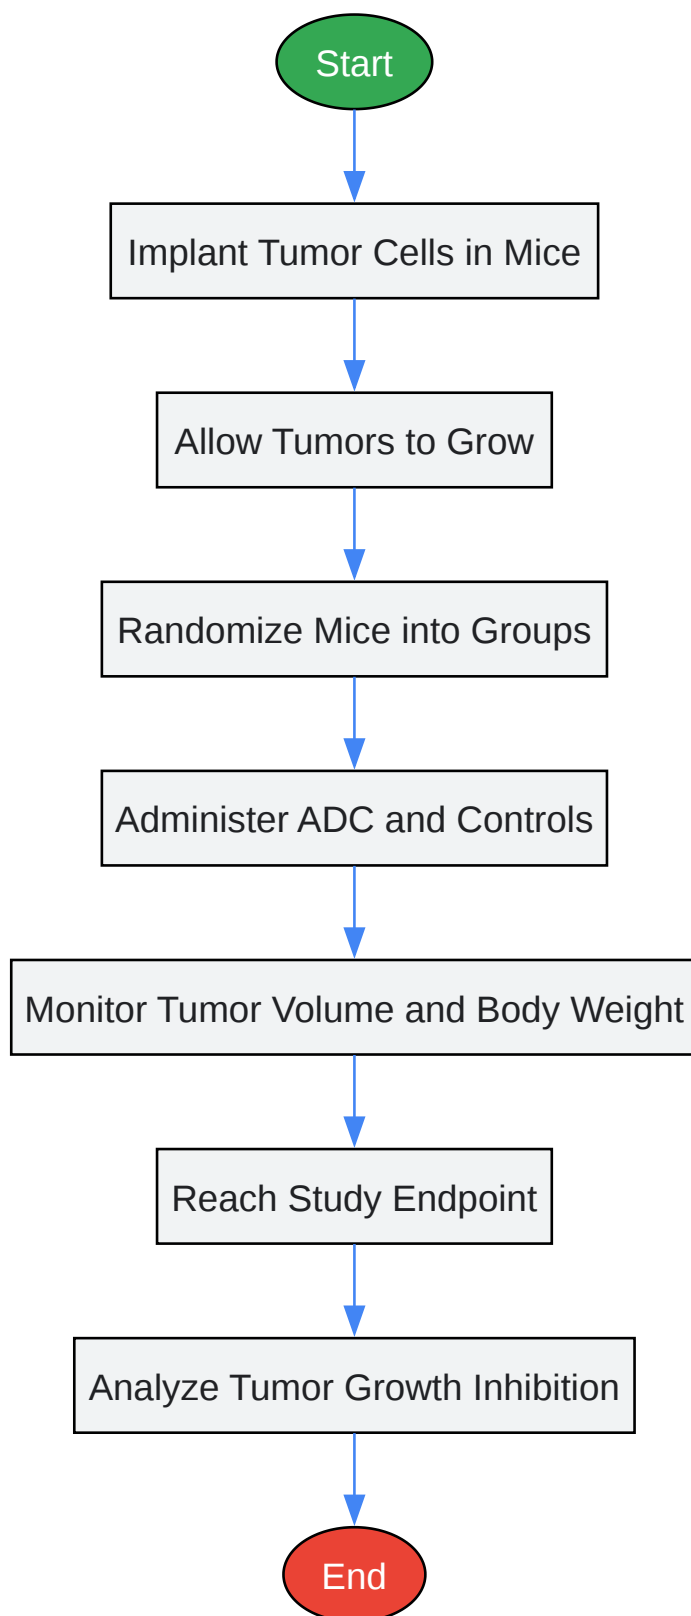 Start
Implant Tumor Cells in Mice
Allow Tumors to Grow
Randomize Mice into Groups
Administer ADC and Controls
Monitor Tumor Volume and Body Weight
Reach Study Endpoint
Analyze Tumor Growth Inhibition
End